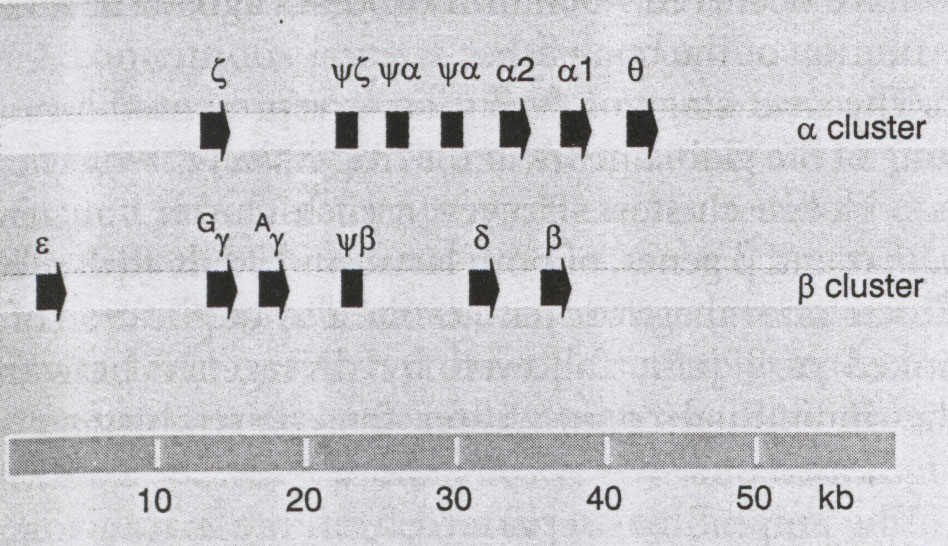 ζ ψζ ψα ψα α2 α1 θ
α cluster
ε Gγ Aγ ψβ δ β
β cluster
10 20 30 40 50 kb